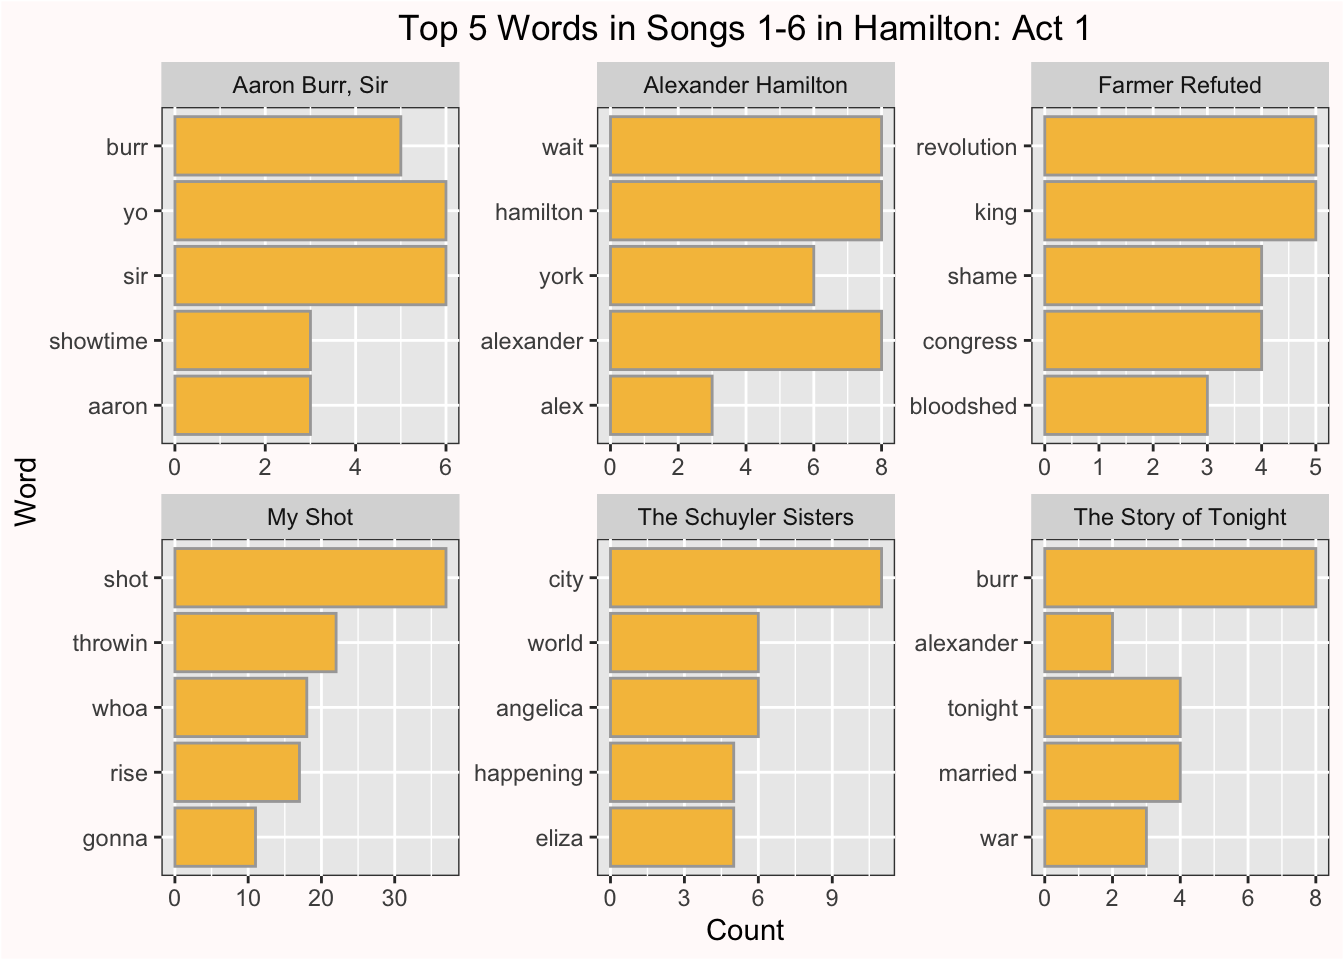 Top 5 Words in Songs 1-6 in Hamilton: Act 1
Aaron Burr, Sir
burr
yo
sir
showtime
aaron
0 2 4 6
Alexander Hamilton
wait
hamilton
york
alexander
alex
0 2 4 6 8
Farmer Refuted
revolution
king
shame
congress
bloodshed
0 1 2 3 4 5
Word
My Shot
shot
throwin
whoa
rise
gonna
0 10 20 30
The Schuyler Sisters
city
world
angelica
happening
eliza
0 3 6 9
The Story of Tonight
burr
alexander
tonight
married
war
0 2 4 6 8
Count